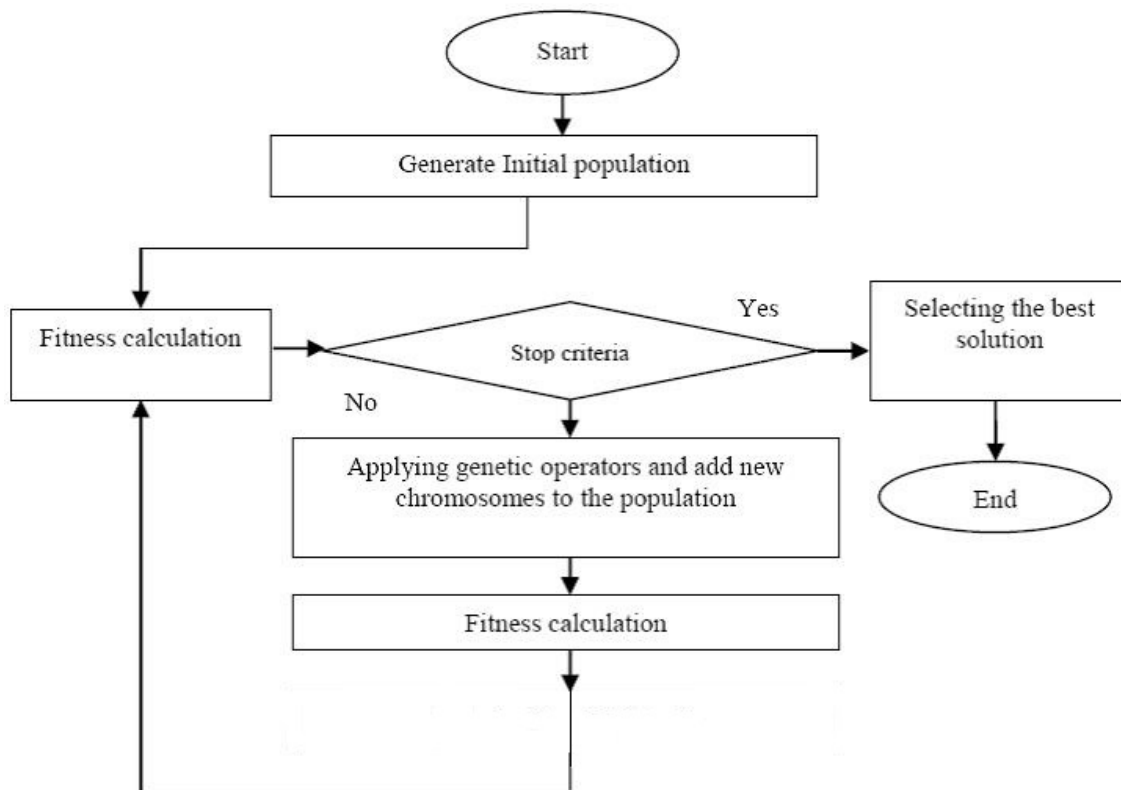 Start
Generate Initial population
Yes
Selecting the best
solution
Fitness calculation
Stop criteria
No
Applying genetic operators and add new
chromosomes to the population
End
Fitness calculation